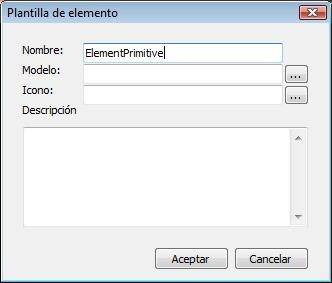 Plantilla de elemento
Nombre: ElementPrimitive
Modelo: ...
Icono: ...
Descripción
Aceptar Cancelar